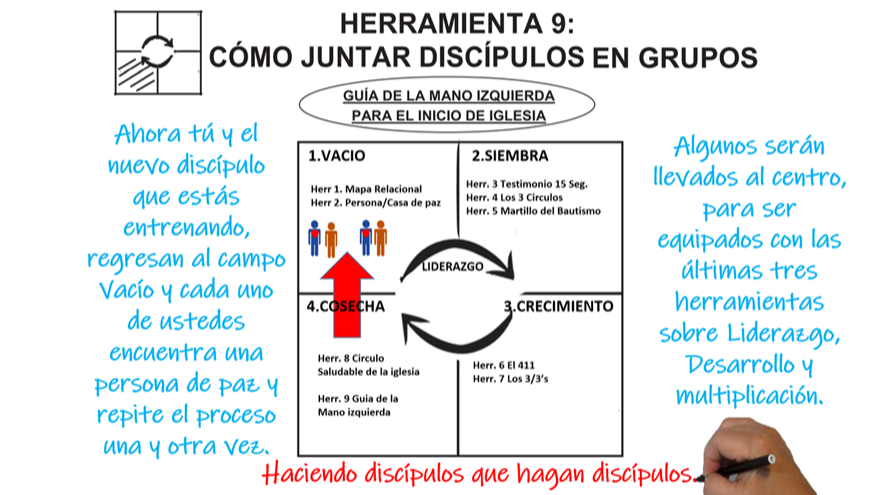 HERRAMIENTA 9:
CÓMO JUNTAR DISCÍPULOS EN GRUPOS
GUÍA DE LA MANO IZQUIERDA
PARA EL INICIO DE IGLESIA
Ahora tú y el
nuevo discípulo
que estás
entrenando,
regresan al campo
Vacío y cada uno
de ustedes
encuentra una
persona de paz y
repite el proceso
una y otra vez.
1.VACIO
Herr 1. Mapa Relacional
Herr 2. Persona/Casa de paz
2.SIEMBRA
Herr. 3 Testimonio 15 Seg.
Herr. 4 Los 3 Circulos
Herr. 5 Martillo del Bautismo
LIDERAZGO
4.COSECHA
Herr. 8 Circulo
Saludable de la iglesia
Herr. 9 Guia de la
Mano izquierda
3.CRECIMIENTO
Herr. 6 El 411
Herr. 7 Los 3/3's
Algunos serán
llevados al centro,
para ser
equipados con las
últimas tres
herramientas
sobre Liderazgo,
Desarrollo y
multiplicación.
Haciendo discípulos que hagan discípulos.